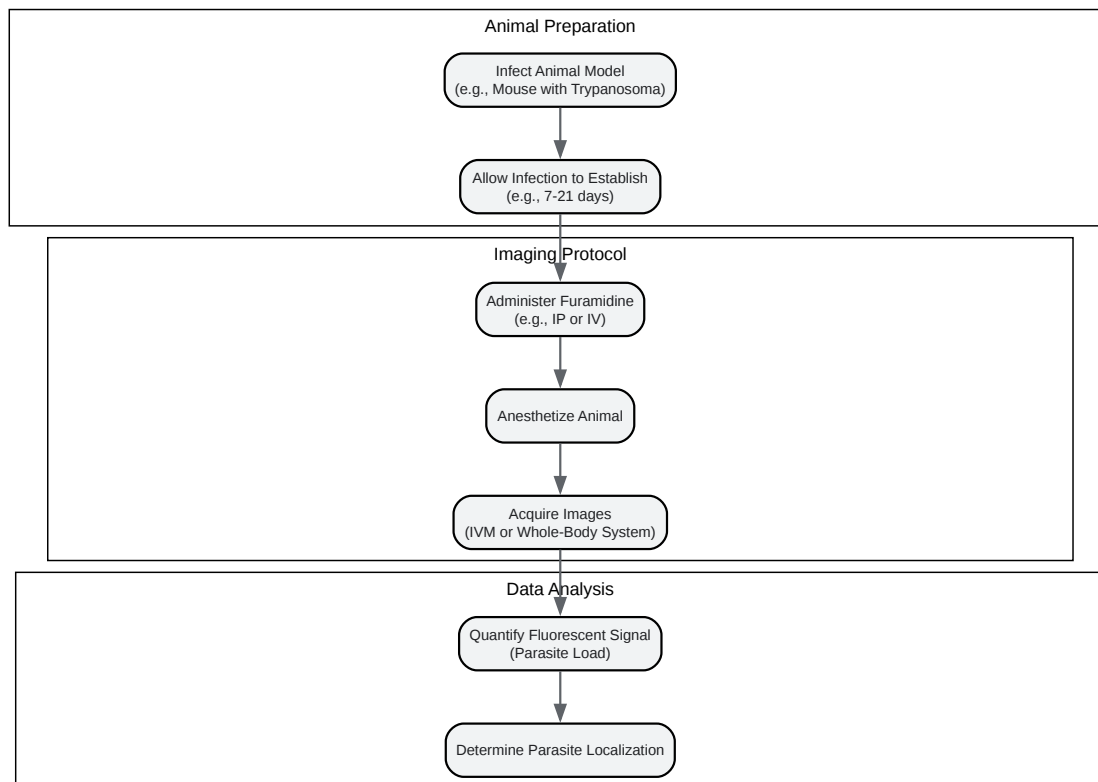 Animal Preparation
Infect Animal Model
(e.g., Mouse with Trypanosoma)
Allow Infection to Establish
(e.g., 7-21 days)
Imaging Protocol
Administer Furamidine
(e.g., IP or IV)
Anesthetize Animal
Acquire Images
(IVM or Whole-Body System)
Data Analysis
Quantify Fluorescent Signal
(Parasite Load)
Determine Parasite Localization